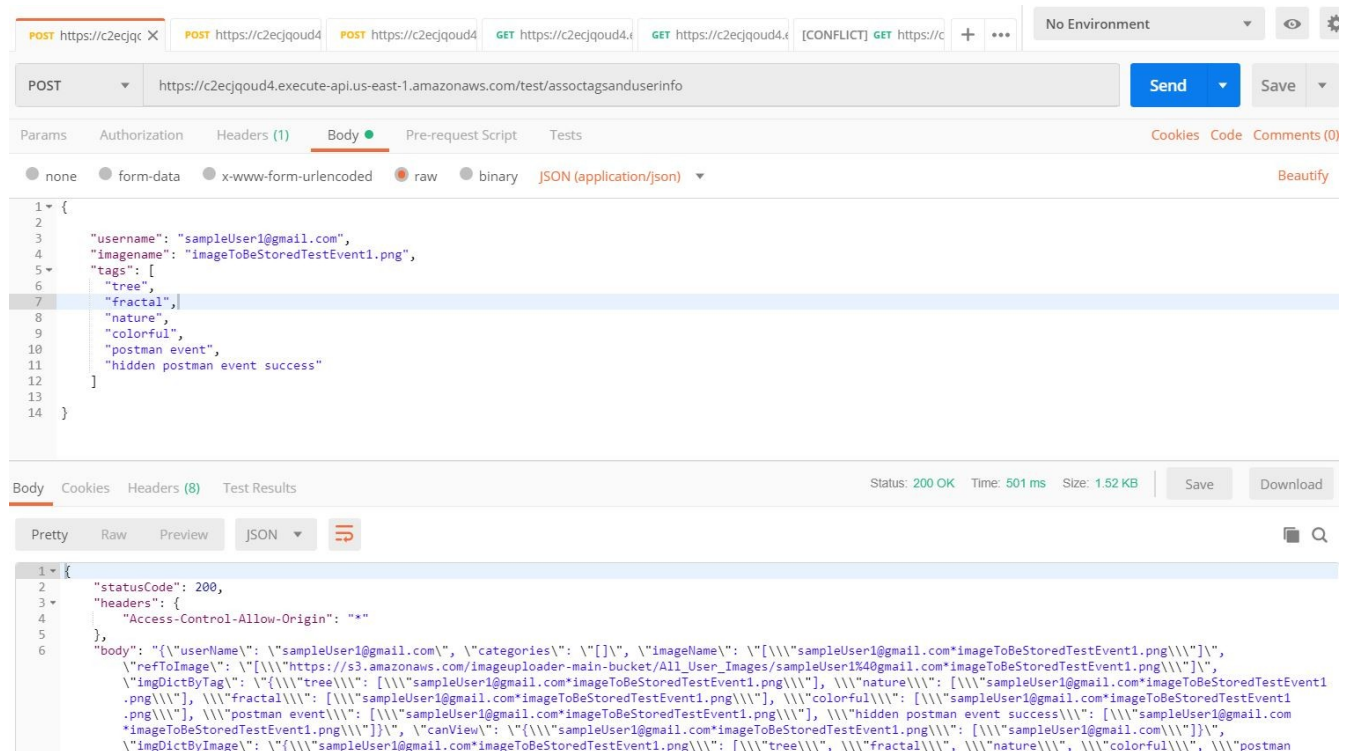 POST https://c2ecjqc POST https://c2ecjqoud4 POST https://c2ecjqoud4 GET https://c2ecjqoud4.e GET https://c2ecjqoud4.e [CONFLICT] GET https://c No Environment
POST https://c2ecjqoud4.execute-api.us-east-1.amazonaws.com/test/assoctagsanduserinfo Send Save
Params Authorization Headers (1) Body Pre-request Script Tests Cookies Code Comments (0)
none form-data x-www-form-urlencoded raw binary JSON (application/json) Beautify
1 {
2
3 "username": "sampleUser1@gmail.com",
4 "imagename": "imageToBeStoredTestEvent1.png",
5 "tags": [
6 "tree",
7 "fractal",
8 "nature",
9 "colorful",
10 "postman event",
11 "hidden postman event success"
12 ]
13
14 }
Body Cookies Headers (8) Test Results Status: 200 OK Time: 501 ms Size: 1.52 KB Save Download
Pretty Raw Preview JSON
1 {
2 "statusCode": 200,
3 "headers": {
4 "Access-Control-Allow-Origin": "*"
5 },
6 "body": "{\"userName\": \"sampleUser1@gmail.com\", \"categories\": \"[]\", \"imageName\": \"[\\\"sampleUser1@gmail.com*imageToBeStoredTestEvent1.png\\\"]\",
\"refToImage\": \"[\\\"https://s3.amazonaws.com/imageuploader-main-bucket/All_User_Images/sampleUser1%40gmail.com*imageToBeStoredTestEvent1.png\\\"]\",
\"imgDictByTag\": \"{\\\"tree\\\": [\\\"sampleUser1@gmail.com*imageToBeStoredTestEvent1.png\\\"], \\\"nature\\\": [\\\"sampleUser1@gmail.com*imageToBeStoredTestEvent1
.png\\\"], \\\"fractal\\\": [\\\"sampleUser1@gmail.com*imageToBeStoredTestEvent1.png\\\"], \\\"colorful\\\": [\\\"sampleUser1@gmail.com*imageToBeStoredTestEvent1
.png\\\"], \\\"postman event\\\": [\\\"sampleUser1@gmail.com*imageToBeStoredTestEvent1.png\\\"], \\\"hidden postman event success\\\": [\\\"sampleUser1@gmail.com
*imageToBeStoredTestEvent1.png\\\"]}\", \"canView\": \"{\\\"sampleUser1@gmail.com*imageToBeStoredTestEvent1.png\\\": [\\\"sampleUser1@gmail.com\\\"]}\",
\"imgDictByImage\": \"{\\\"sampleUser1@gmail.com*imageToBeStoredTestEvent1.png\\\": [\\\"tree\\\", \\\"fractal\\\", \\\"nature\\\", \\\"colorful\\\", \\\"postman